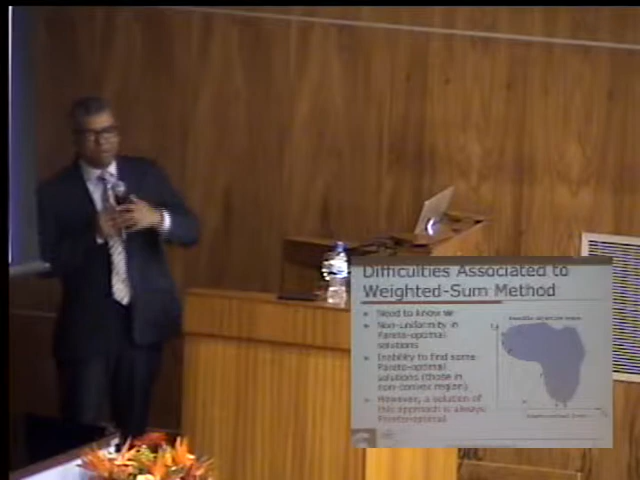 Difficulties Associated to
Weighted-Sum Method
Need to know w
Non-uniformity in
Pareto-optimal
solutions
Inability to find some
Pareto-optimal
solutions (those in
non-convex region)
However, a solution of
this approach is always
Pareto-optimal